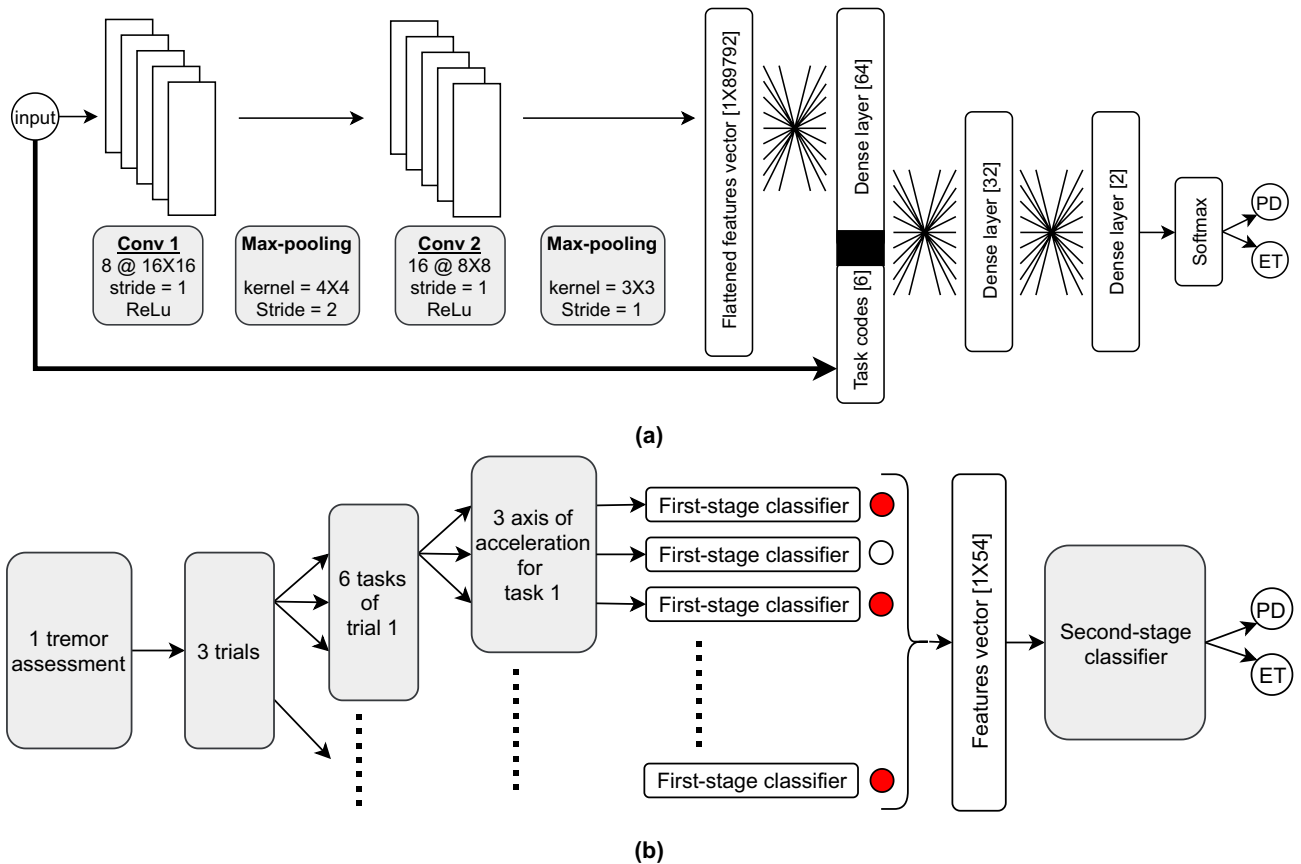 input
Conv 1
8 @ 16X16
stride = 1
ReLu
Max-pooling
kernel = 4X4
Stride = 2
Conv 2
16 @ 8X8
stride = 1
ReLu
Max-pooling
kernel = 3X3
Stride = 1
Flattened features vector [1X89792]
Dense layer [64]
Task codes [6]
Dense layer [32]
Dense layer [2]
Softmax
PD
ET
(a)
1 tremor
assessment
3 trials
6 tasks
of
trial 1
3 axis of
acceleration
for
task 1
First-stage classifier
First-stage classifier
First-stage classifier
First-stage classifier
Features vector [1X54]
Second-stage
classifier
PD
ET
(b)